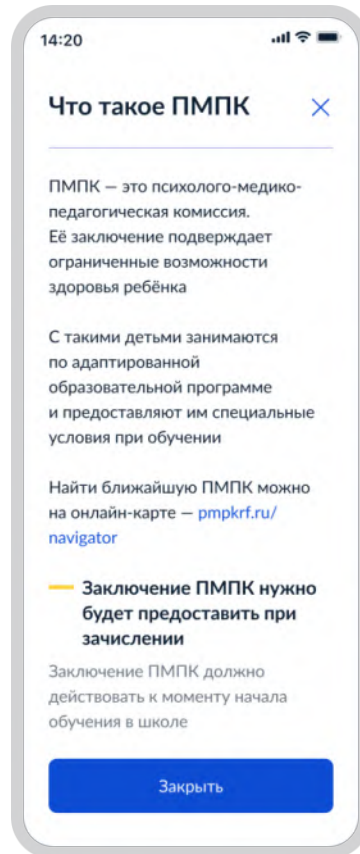 14:20
Что такое ПМПК
ПМПК — это психолого-медико-
педагогическая комиссия.
Её заключение подтверждает
ограниченные возможности
здоровья ребёнка
С такими детьми занимаются
по адаптированной
образовательной программе
и предоставляют им специальные
условия при обучении
Найти ближайшую ПМПК можно
на онлайн-карте — pmpkrf.ru/
navigator
Заключение ПМПК нужно
будет предоставить при
зачислении
Заключение ПМПК должно
действовать к моменту начала
обучения в школе
Закрыть